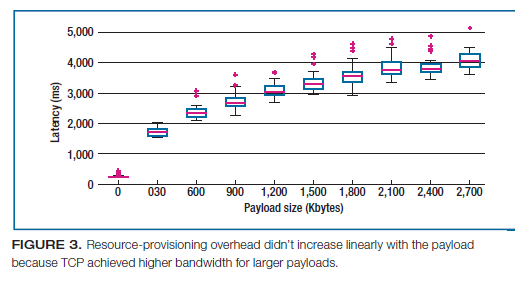 5,000
4,000
3,000
2,000
1,000
0
Latency (ms)
0 030 600 900 1,200 1,500 1,800 2,100 2,400 2,700
Payload size (Kbytes)
FIGURE 3. Resource-provisioning overhead didn't increase linearly with the payload
because TCP achieved higher bandwidth for larger payloads.